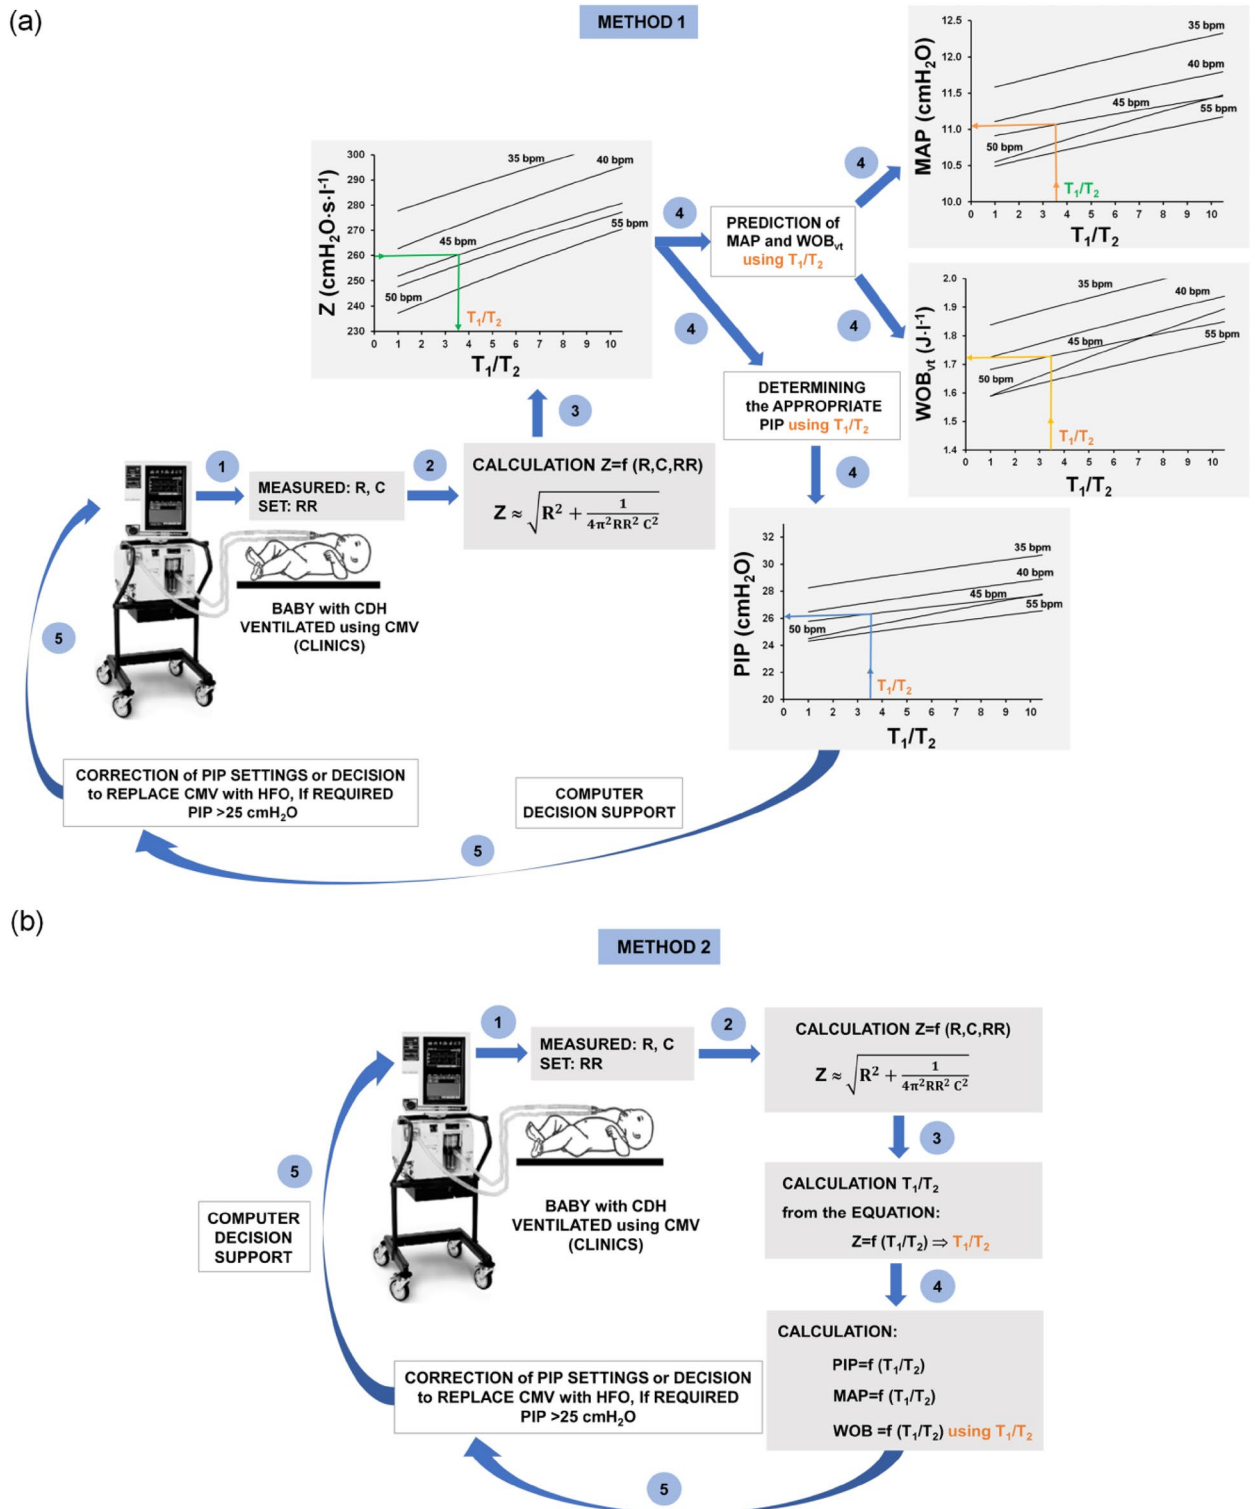 (a)
METHOD 1
Z (cmH₂O·s·l⁻¹)
300
290
280
270
260
250
240
230
35 bpm
40 bpm
45 bpm
55 bpm
50 bpm
T₁/T₂
0 1 2 3 4 5 6 7 8 9 10
T₁/T₂
4
PREDICTION of
MAP and WOBᵥₜ
using T₁/T₂
4
4
4
MAP (cmH₂O)
12.5
12.0
11.5
11.0
10.5
10.0
35 bpm
40 bpm
45 bpm
55 bpm
50 bpm
T₁/T₂
0 1 2 3 4 5 6 7 8 9 10
T₁/T₂
WOBᵥₜ (J·l⁻¹)
2.0
1.9
1.8
1.7
1.6
1.5
1.4
35 bpm
40 bpm
45 bpm
55 bpm
50 bpm
T₁/T₂
0 1 2 3 4 5 6 7 8 9 10
T₁/T₂
DETERMINING
the APPROPRIATE
PIP using T₁/T₂
4
3
1
MEASURED: R, C
SET: RR
2
CALCULATION Z=f (R,C,RR)
Z ≈ √(R² + 1/(4π²RR² C²))
BABY with CDH
VENTILATED using CMV
(CLINICS)
PIP (cmH₂O)
32
30
28
26
24
22
20
35 bpm
40 bpm
45 bpm
55 bpm
50 bpm
T₁/T₂
0 1 2 3 4 5 6 7 8 9 10
T₁/T₂
5
CORRECTION of PIP SETTINGS or DECISION
to REPLACE CMV with HFO, If REQUIRED
PIP >25 cmH₂O
COMPUTER
DECISION SUPPORT
5
(b)
METHOD 2
1
MEASURED: R, C
SET: RR
2
CALCULATION Z=f (R,C,RR)
Z ≈ √(R² + 1/(4π²RR² C²))
3
BABY with CDH
VENTILATED using CMV
(CLINICS)
CALCULATION T₁/T₂
from the EQUATION:
Z=f (T₁/T₂) ⇒ T₁/T₂
4
5
COMPUTER
DECISION
SUPPORT
CALCULATION:
PIP=f (T₁/T₂)
MAP=f (T₁/T₂)
WOB =f (T₁/T₂) using T₁/T₂
CORRECTION of PIP SETTINGS or DECISION
to REPLACE CMV with HFO, If REQUIRED
PIP >25 cmH₂O
5